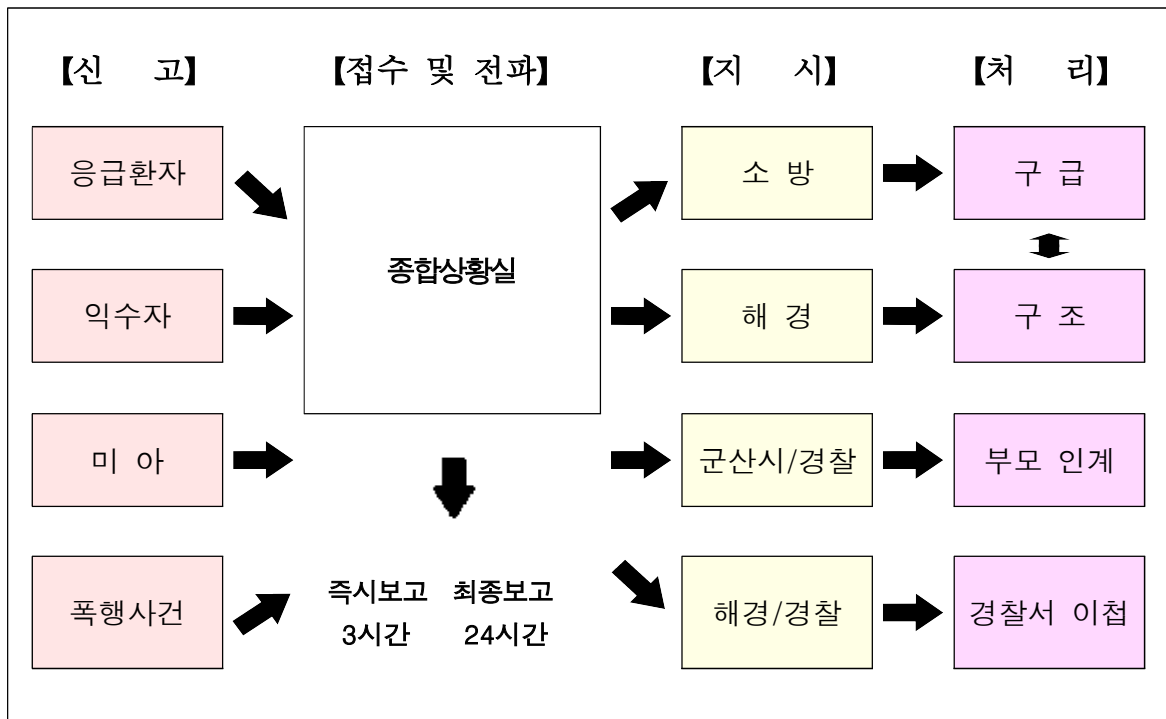 【신 고】 【접수 및 전파】 【지 시】 【처 리】
응급환자 소 방 구 급
종합상황실
익수자 해 경 구 조
미 아 군산시/경찰 부모 인계
즉시보고 최종보고
폭행사건 해경/경찰 경찰서 이첩
3시간 24시간